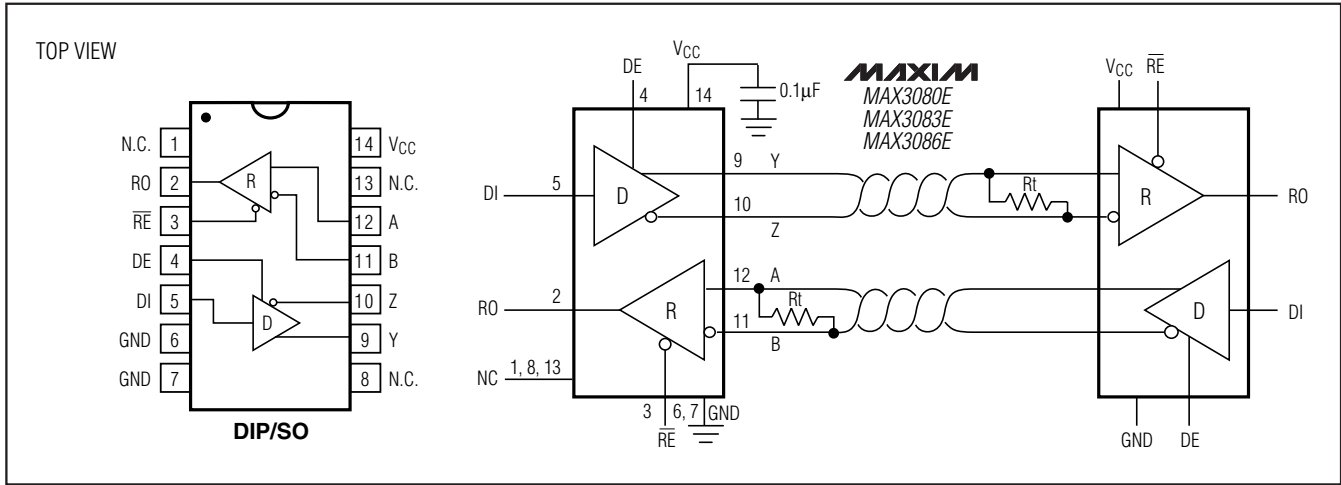 TOP VIEW
N.C. 1
RO 2
RE 3
DE 4
DI 5
GND 6
GND 7
14 VCC
13 N.C.
12 A
11 B
10 Z
9 Y
8 N.C.
R
D
DIP/SO
DE
4
VCC
14
0.1µF
MAXIM
MAX3080E
MAX3083E
MAX3086E
DI
5
D
9 Y
10
Z
Rt
RO
2
R
12 A
Rt
11
B
NC
1, 8, 13
3
RE
6, 7
GND
VCC
RE
R
RO
D
DI
GND
DE